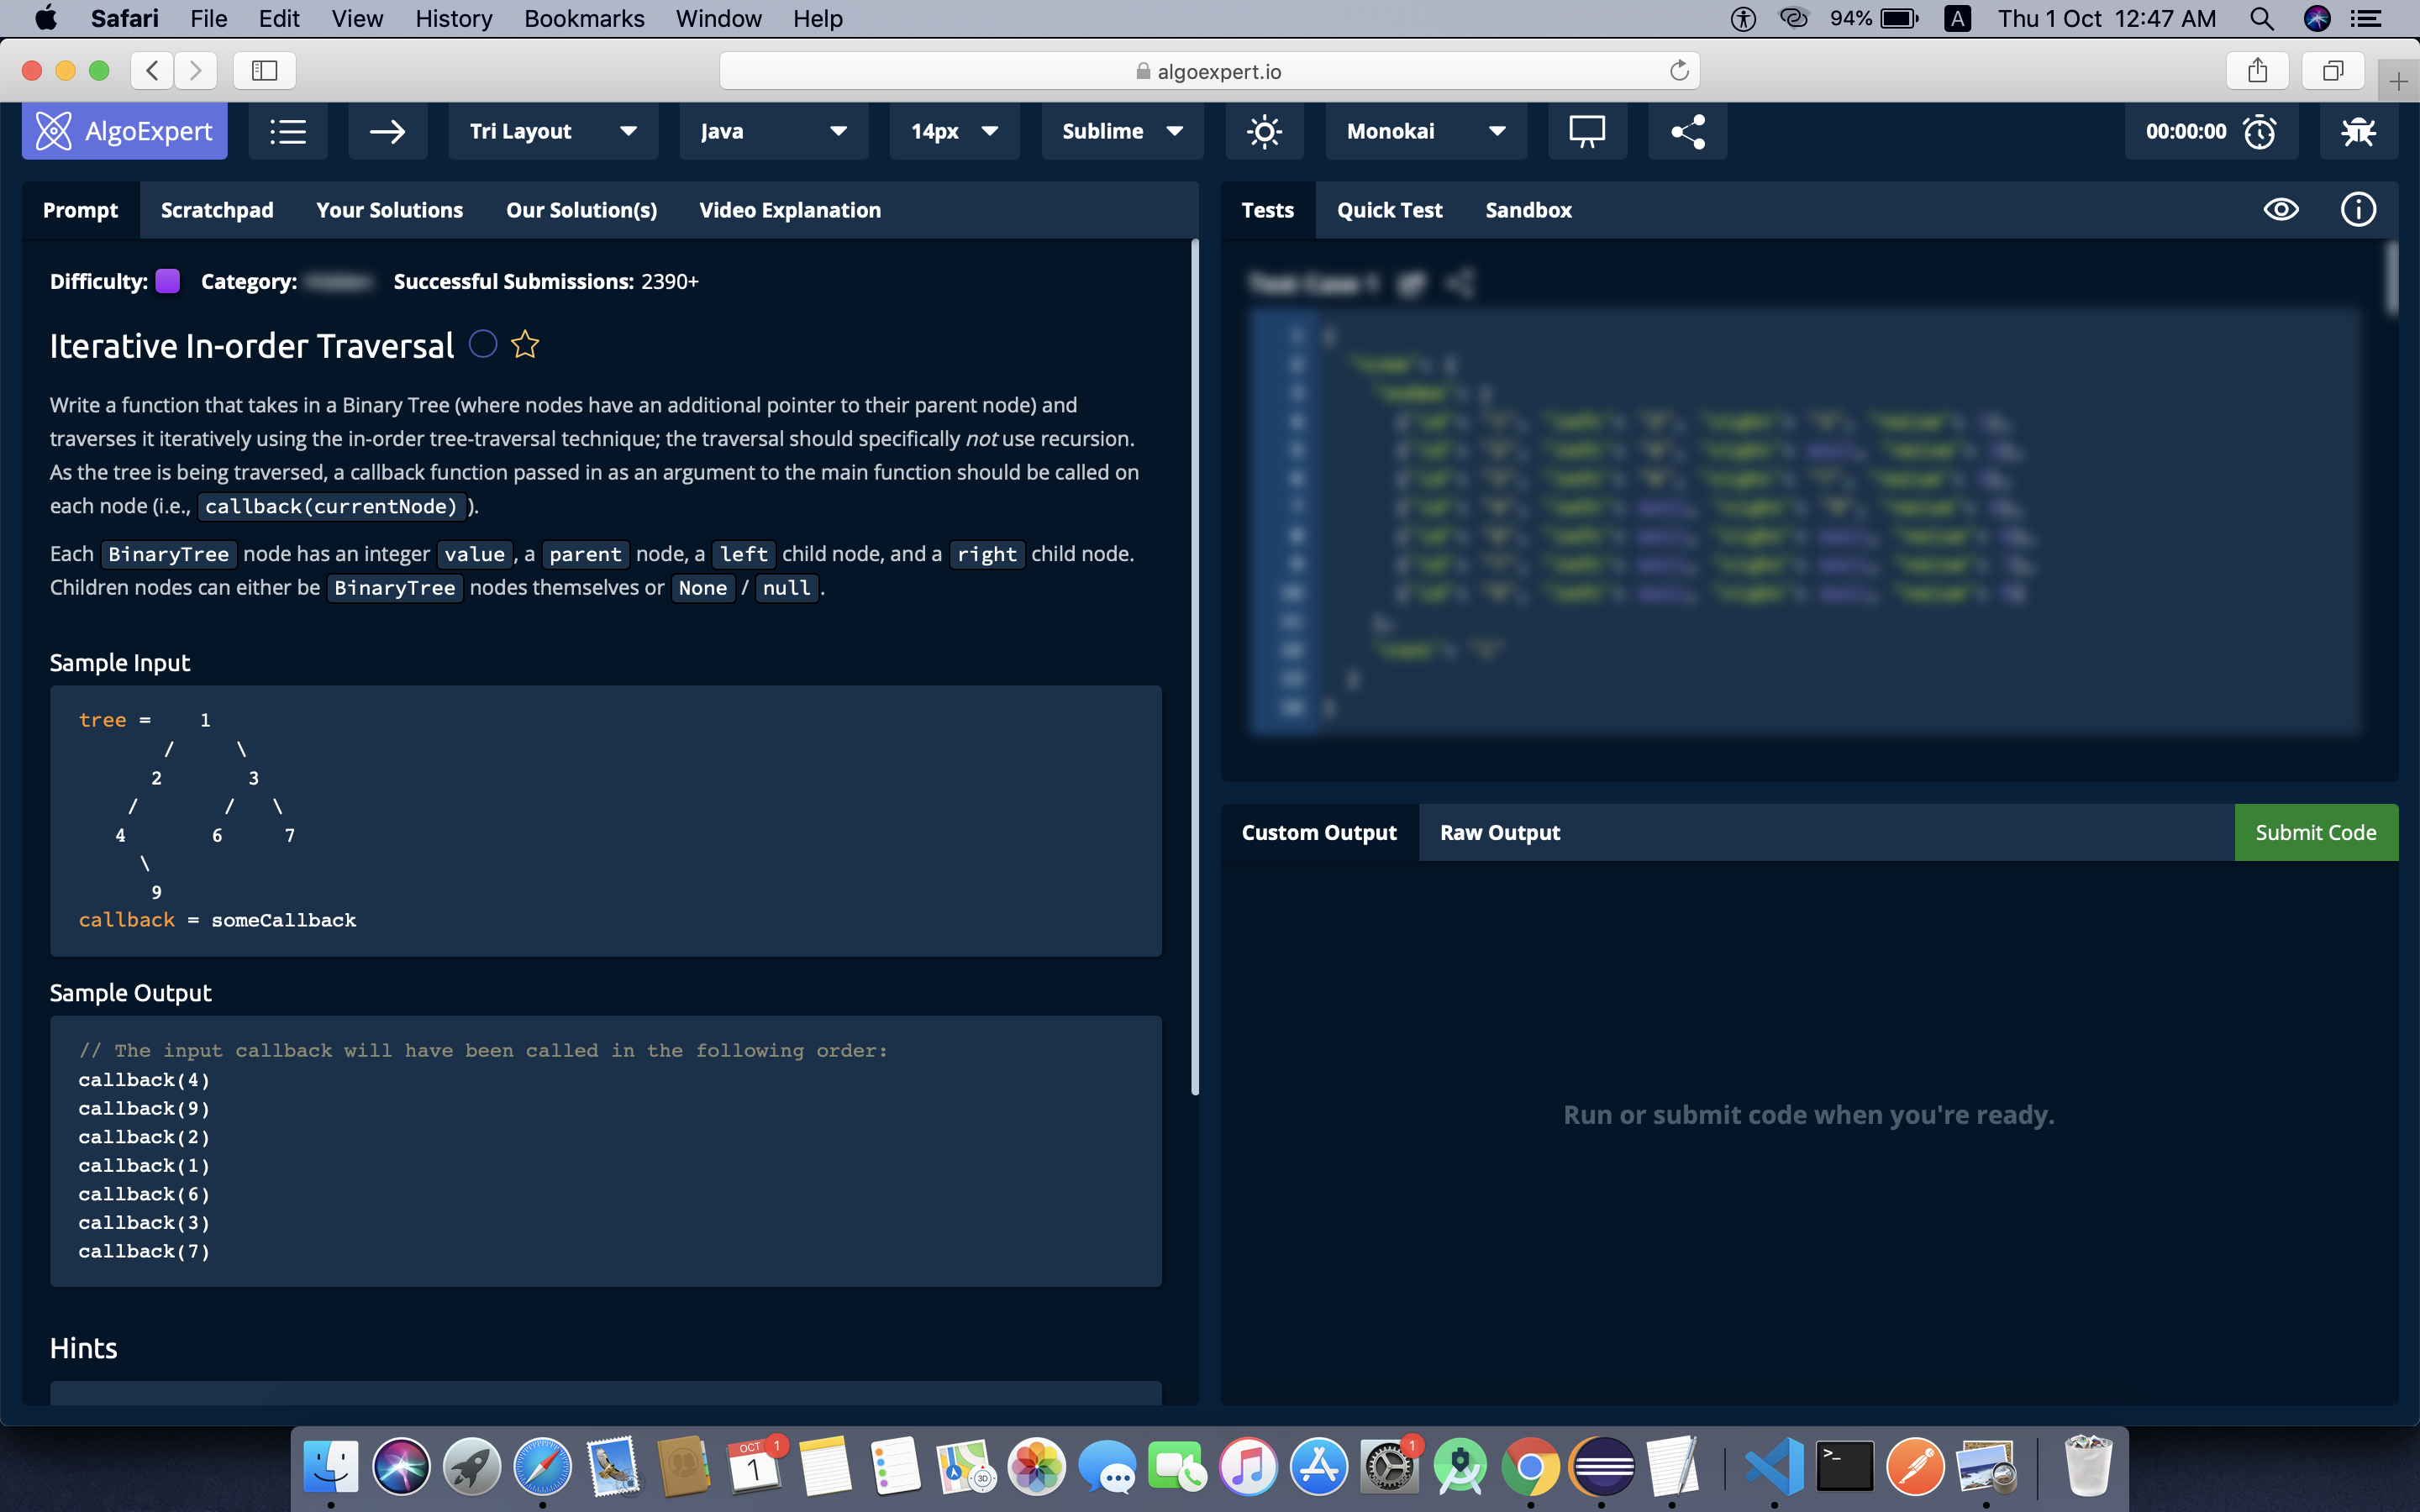 Safari File Edit View History Bookmarks Window Help 94% A Thu 1 Oct 12:47 AM
algoexpert.io
AlgoExpert Tri Layout Java 14px Sublime Monokai 00:00:00
Prompt Scratchpad Your Solutions Our Solution(s) Video Explanation
Difficulty: Category: Successful Submissions: 2390+
Iterative In-order Traversal
Write a function that takes in a Binary Tree (where nodes have an additional pointer to their parent node) and
traverses it iteratively using the in-order tree-traversal technique; the traversal should specifically not use recursion.
As the tree is being traversed, a callback function passed in as an argument to the main function should be called on
each node (i.e., callback(currentNode) ).
Each BinaryTree node has an integer value , a parent node, a left child node, and a right child node.
Children nodes can either be BinaryTree nodes themselves or None / null .
Sample Input
tree = 1
/ \
2 3
/ / \
4 6 7
\
9
callback = someCallback
Sample Output
// The input callback will have been called in the following order:
callback(4)
callback(9)
callback(2)
callback(1)
callback(6)
callback(3)
callback(7)
Hints
Tests Quick Test Sandbox
Custom Output Raw Output Submit Code
Run or submit code when you're ready.
OCT 1
1
3D
1
>_